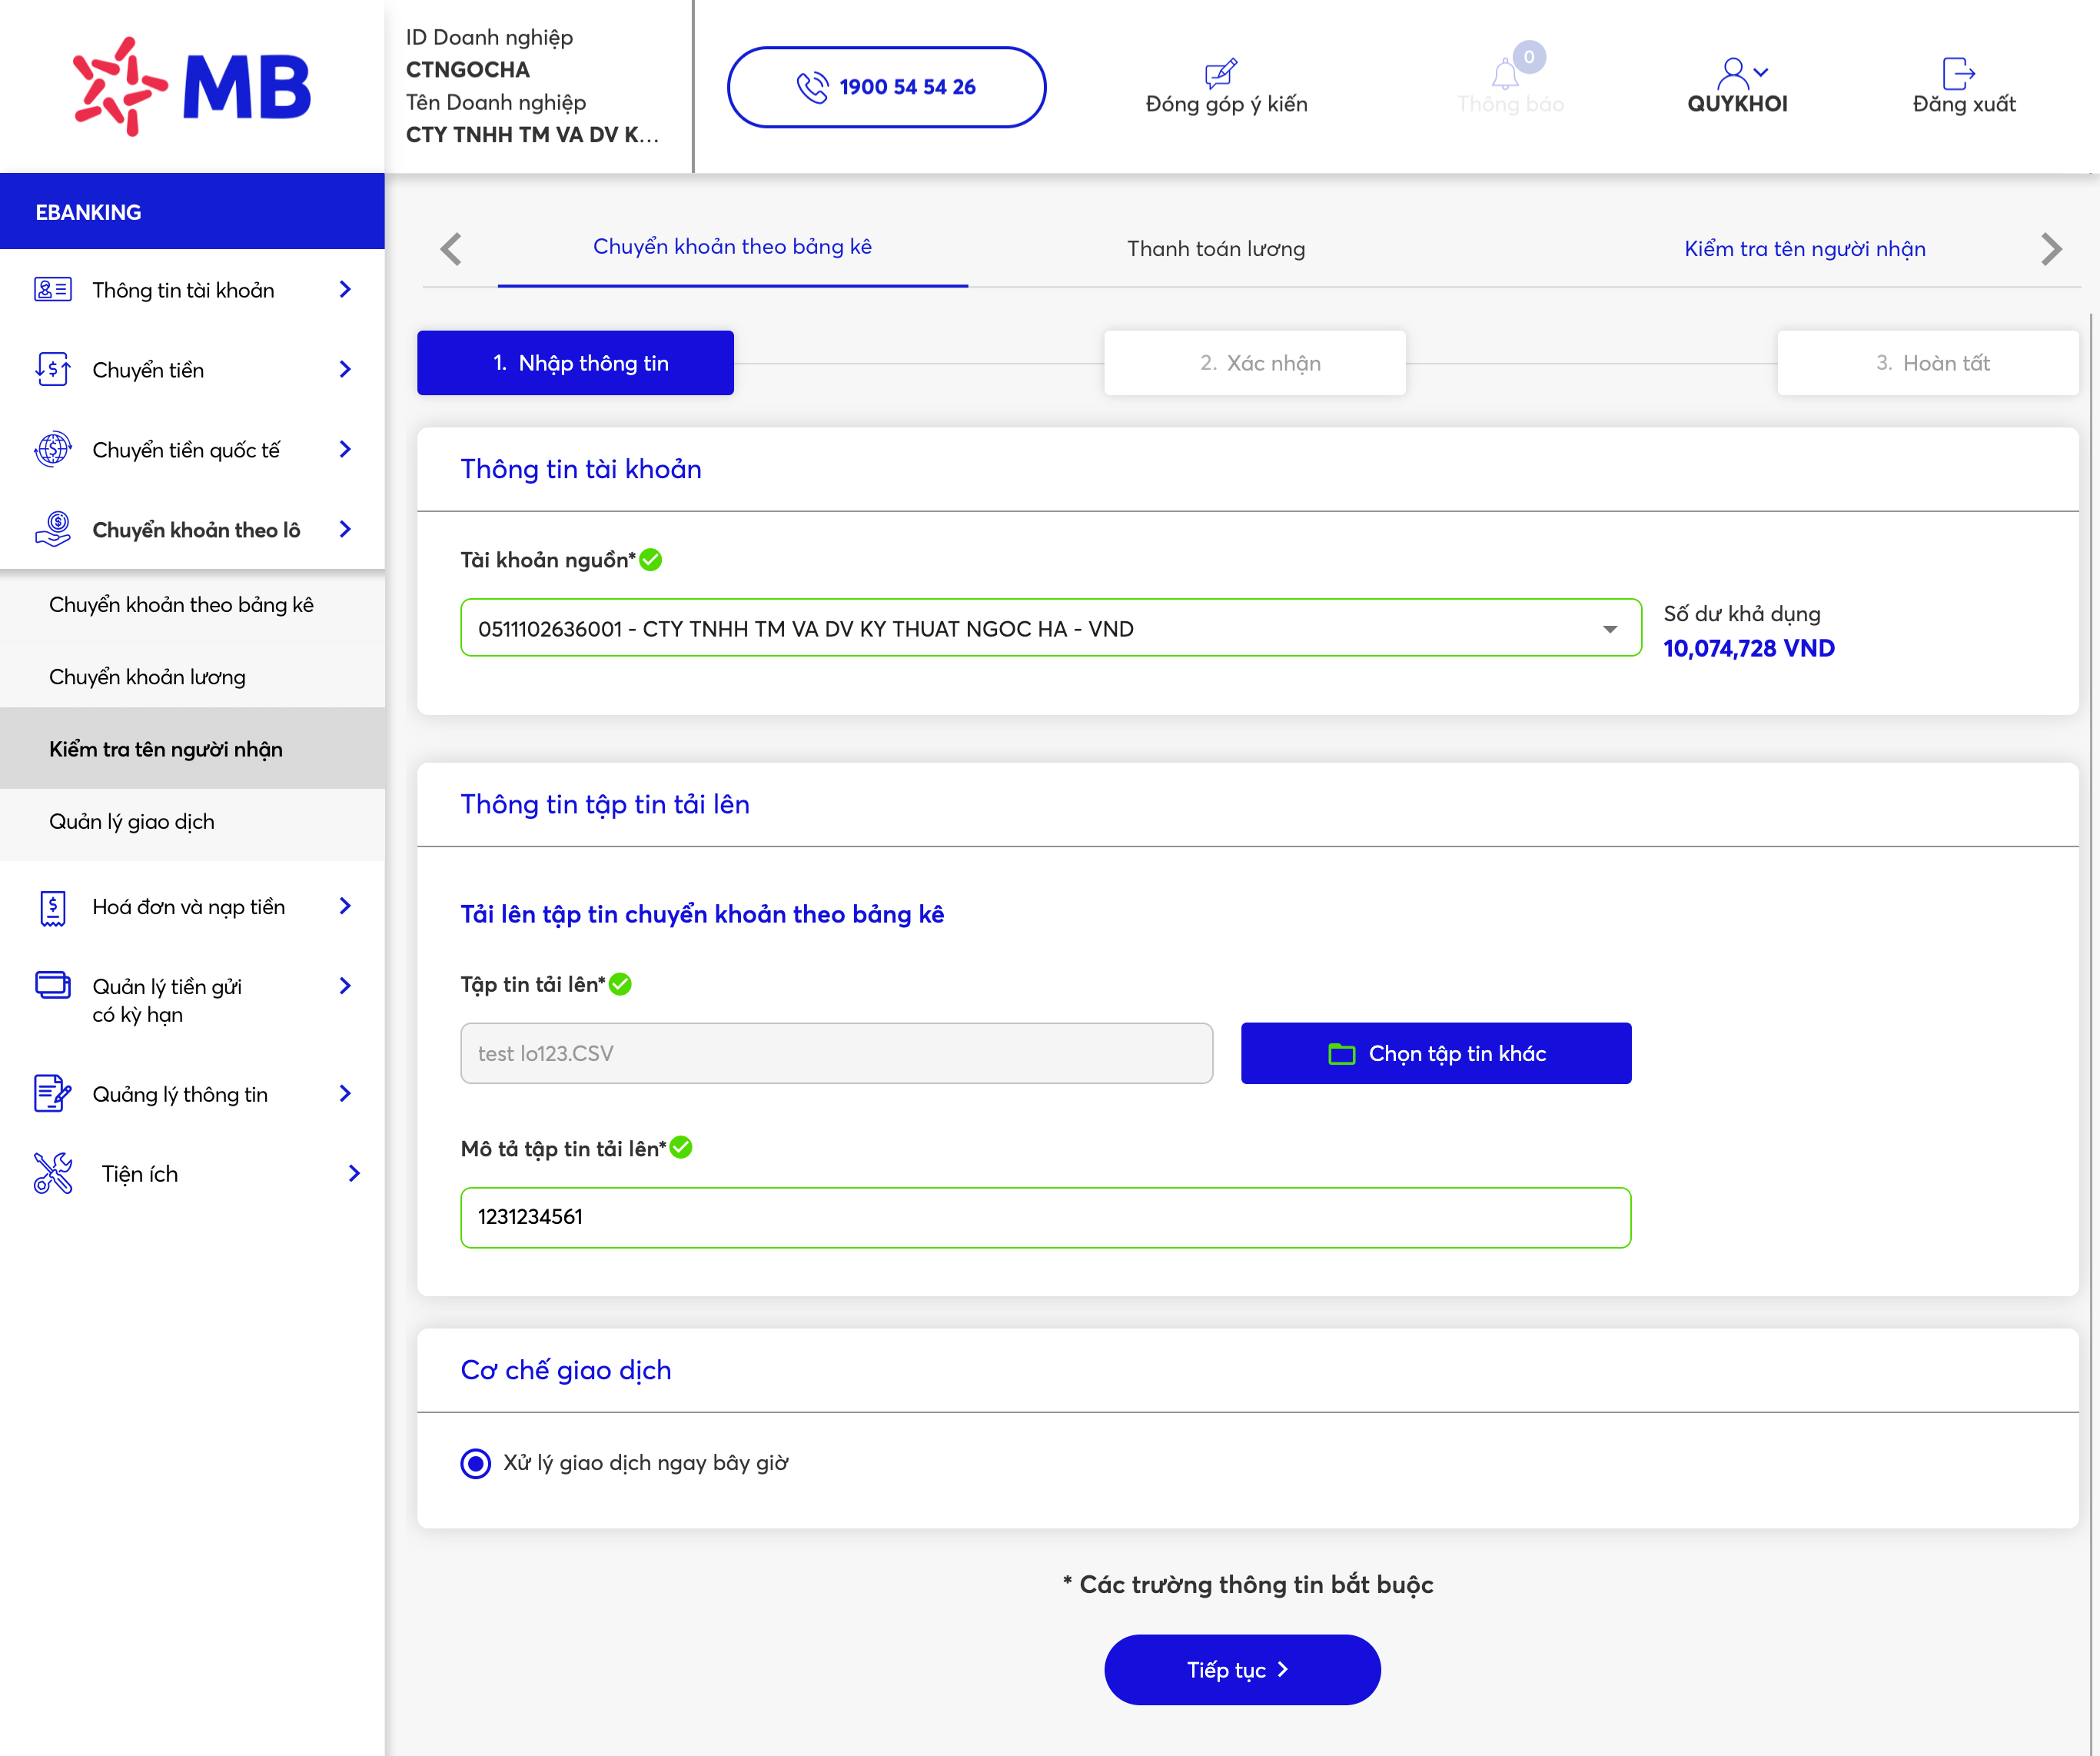 MB
ID Doanh nghiệp
CTNGOCHA
Tên Doanh nghiệp
CTY TNHH TM VA DV K...
1900 54 54 26
Đóng góp ý kiến
0
Thông báo
QUYKHOI
Đăng xuất
EBANKING
Thông tin tài khoản
Chuyển tiền
Chuyển tiền quốc tế
Chuyển khoản theo lô
Chuyển khoản theo bảng kê
Chuyển khoản lương
Kiểm tra tên người nhận
Quản lý giao dịch
Hoá đơn và nạp tiền
Quản lý tiền gửi
có kỳ hạn
Quảng lý thông tin
Tiện ích
Chuyển khoản theo bảng kê
Thanh toán lương
Kiểm tra tên người nhận
1. Nhập thông tin
2. Xác nhận
3. Hoàn tất
Thông tin tài khoản
Tài khoản nguồn*
0511102636001 - CTY TNHH TM VA DV KY THUAT NGOC HA - VND
Số dư khả dụng
10,074,728 VND
Thông tin tập tin tải lên
Tải lên tập tin chuyển khoản theo bảng kê
Tập tin tải lên*
test lo123.CSV
Chọn tập tin khác
Mô tả tập tin tải lên*
1231234561
Cơ chế giao dịch
Xử lý giao dịch ngay bây giờ
* Các trường thông tin bắt buộc
Tiếp tục